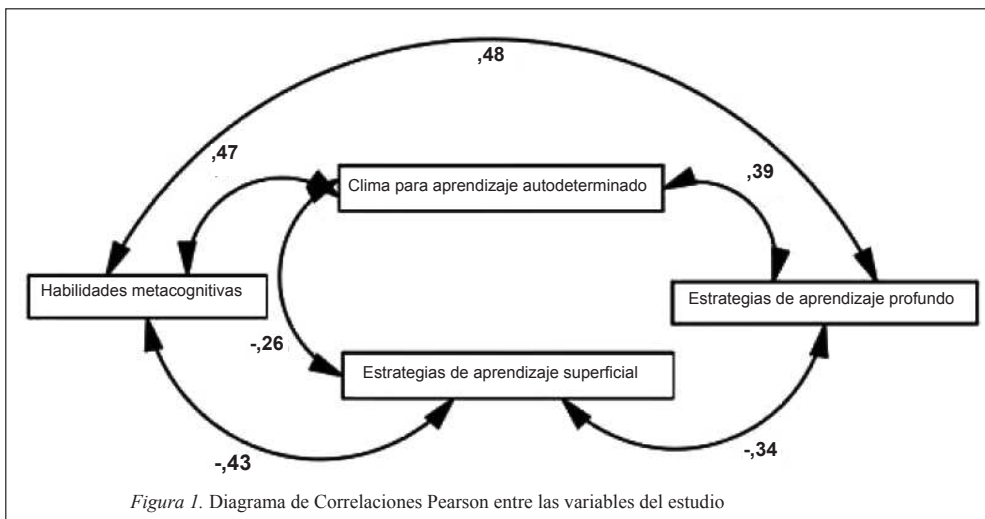 ,48
,47
Clima para aprendizaje autodeterminado
,39
Habilidades metacognitivas
Estrategias de aprendizaje profundo
-,26
Estrategias de aprendizaje superficial
-,43
-,34
Figura 1. Diagrama de Correlaciones Pearson entre las variables del estudio